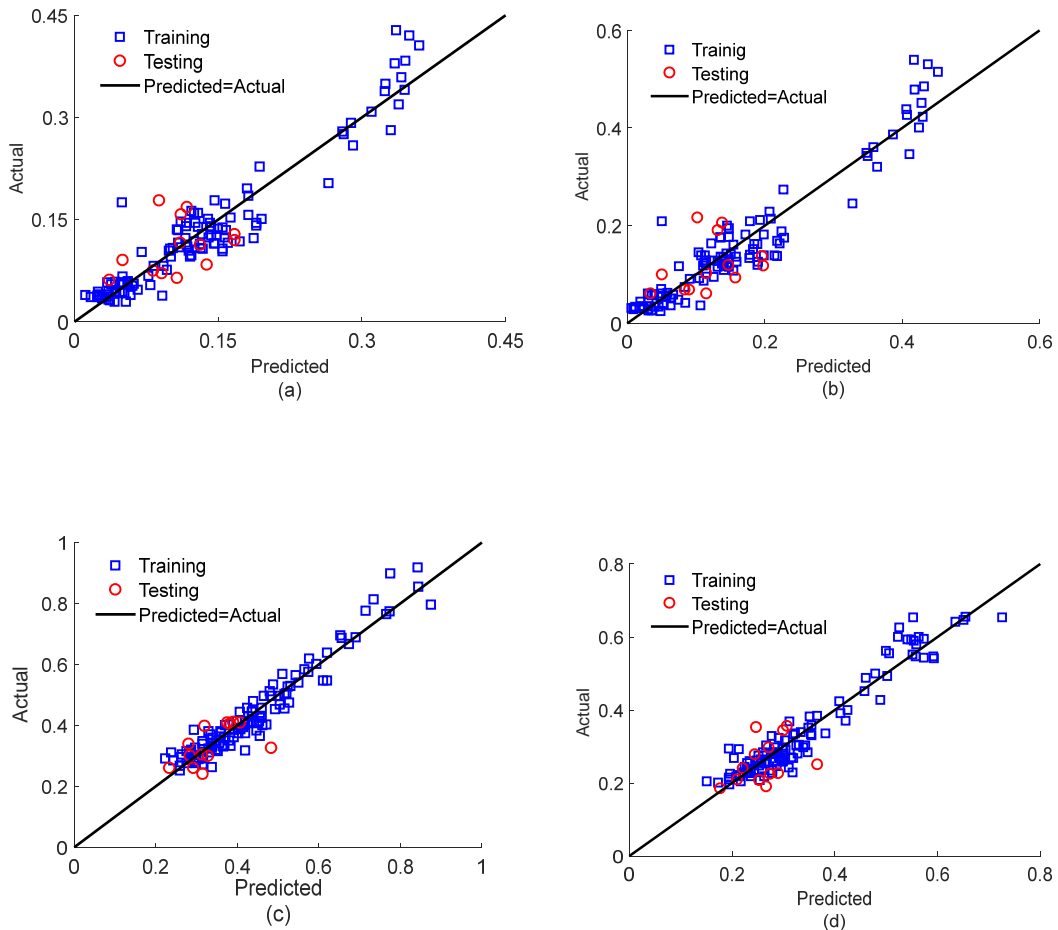 0.45
Training
Testing
Predicted=Actual
0.3
Actual
0.15
0
0 0.15 0.3 0.45
Predicted
(a)
0.6
Trainig
Testing
Predicted=Actual
0.4
Actual
0.2
0
0 0.2 0.4 0.6
Predicted
(b)
1
Training
Testing
Predicted=Actual
0.8
0.6
Actual
0.4
0.2
0
0 0.2 0.4 0.6 0.8 1
Predicted
(c)
0.8
Training
Testing
Predicted=Actual
0.6
Actual
0.4
0.2
0
0 0.2 0.4 0.6 0.8
Predicted
(d)